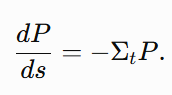 dP/ds = −Σ_t P.